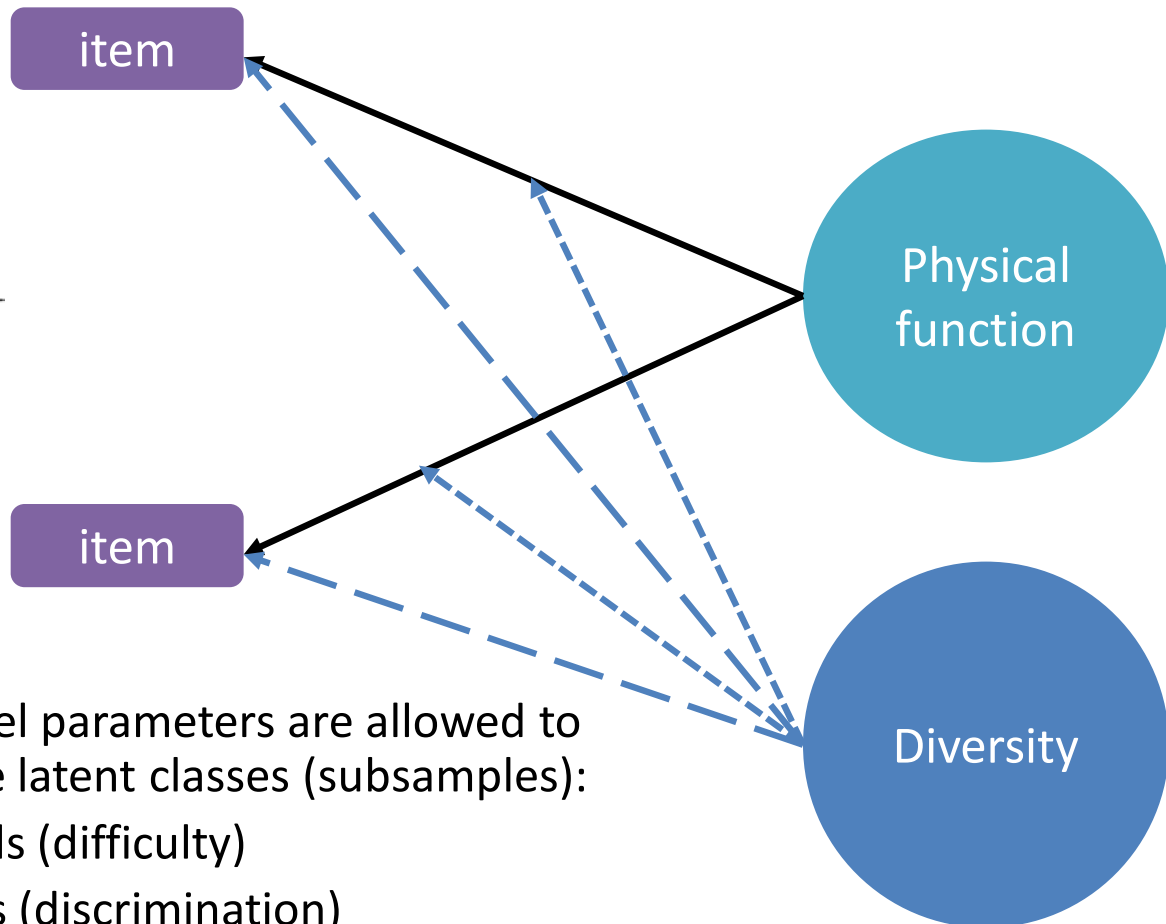 item
Physical
function
item
el parameters are allowed to
e latent classes (subsamples):
ls (difficulty)
s (discrimination)
Diversity